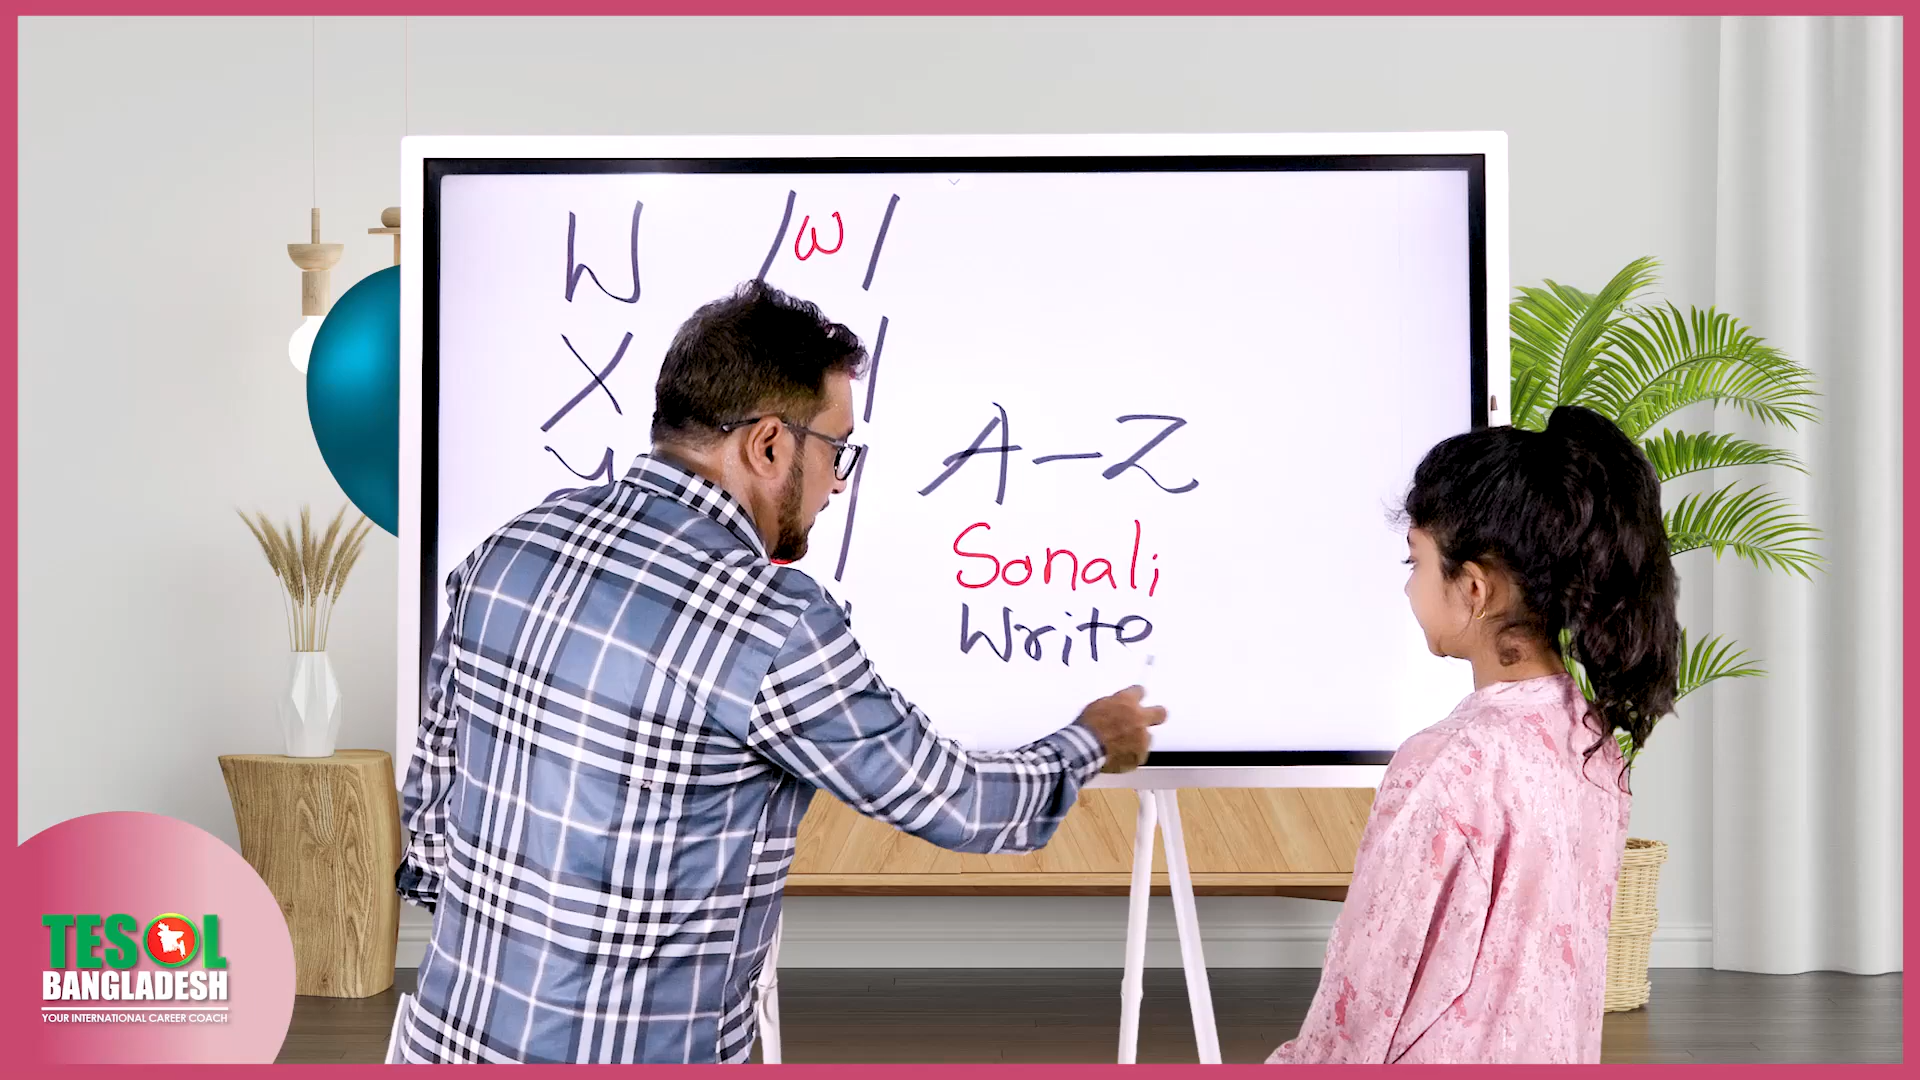 W /w/
X /
y /
A-Z
Sonali
Write
TESOL
BANGLADESH
YOUR INTERNATIONAL CAREER COACH